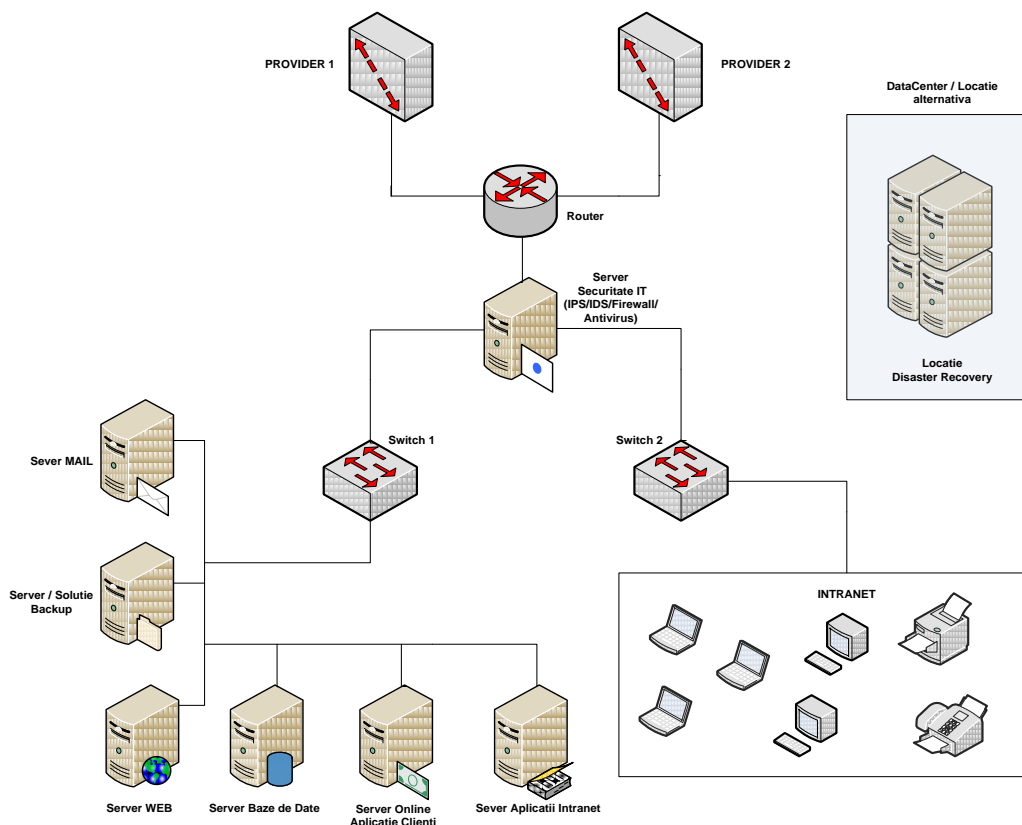 PROVIDER 1
PROVIDER 2
DataCenter / Locatie
alternativa
Router
Server
Securitate IT
(IPS/IDS/Firewall/
Antivirus)
Locatie
Disaster Recovery
Switch 1
Switch 2
Sever MAIL
Server / Solutie
Backup
INTRANET
Server WEB
Server Baze de Date
Server Online
Aplicatie Clienti
Sever Aplicatii Intranet